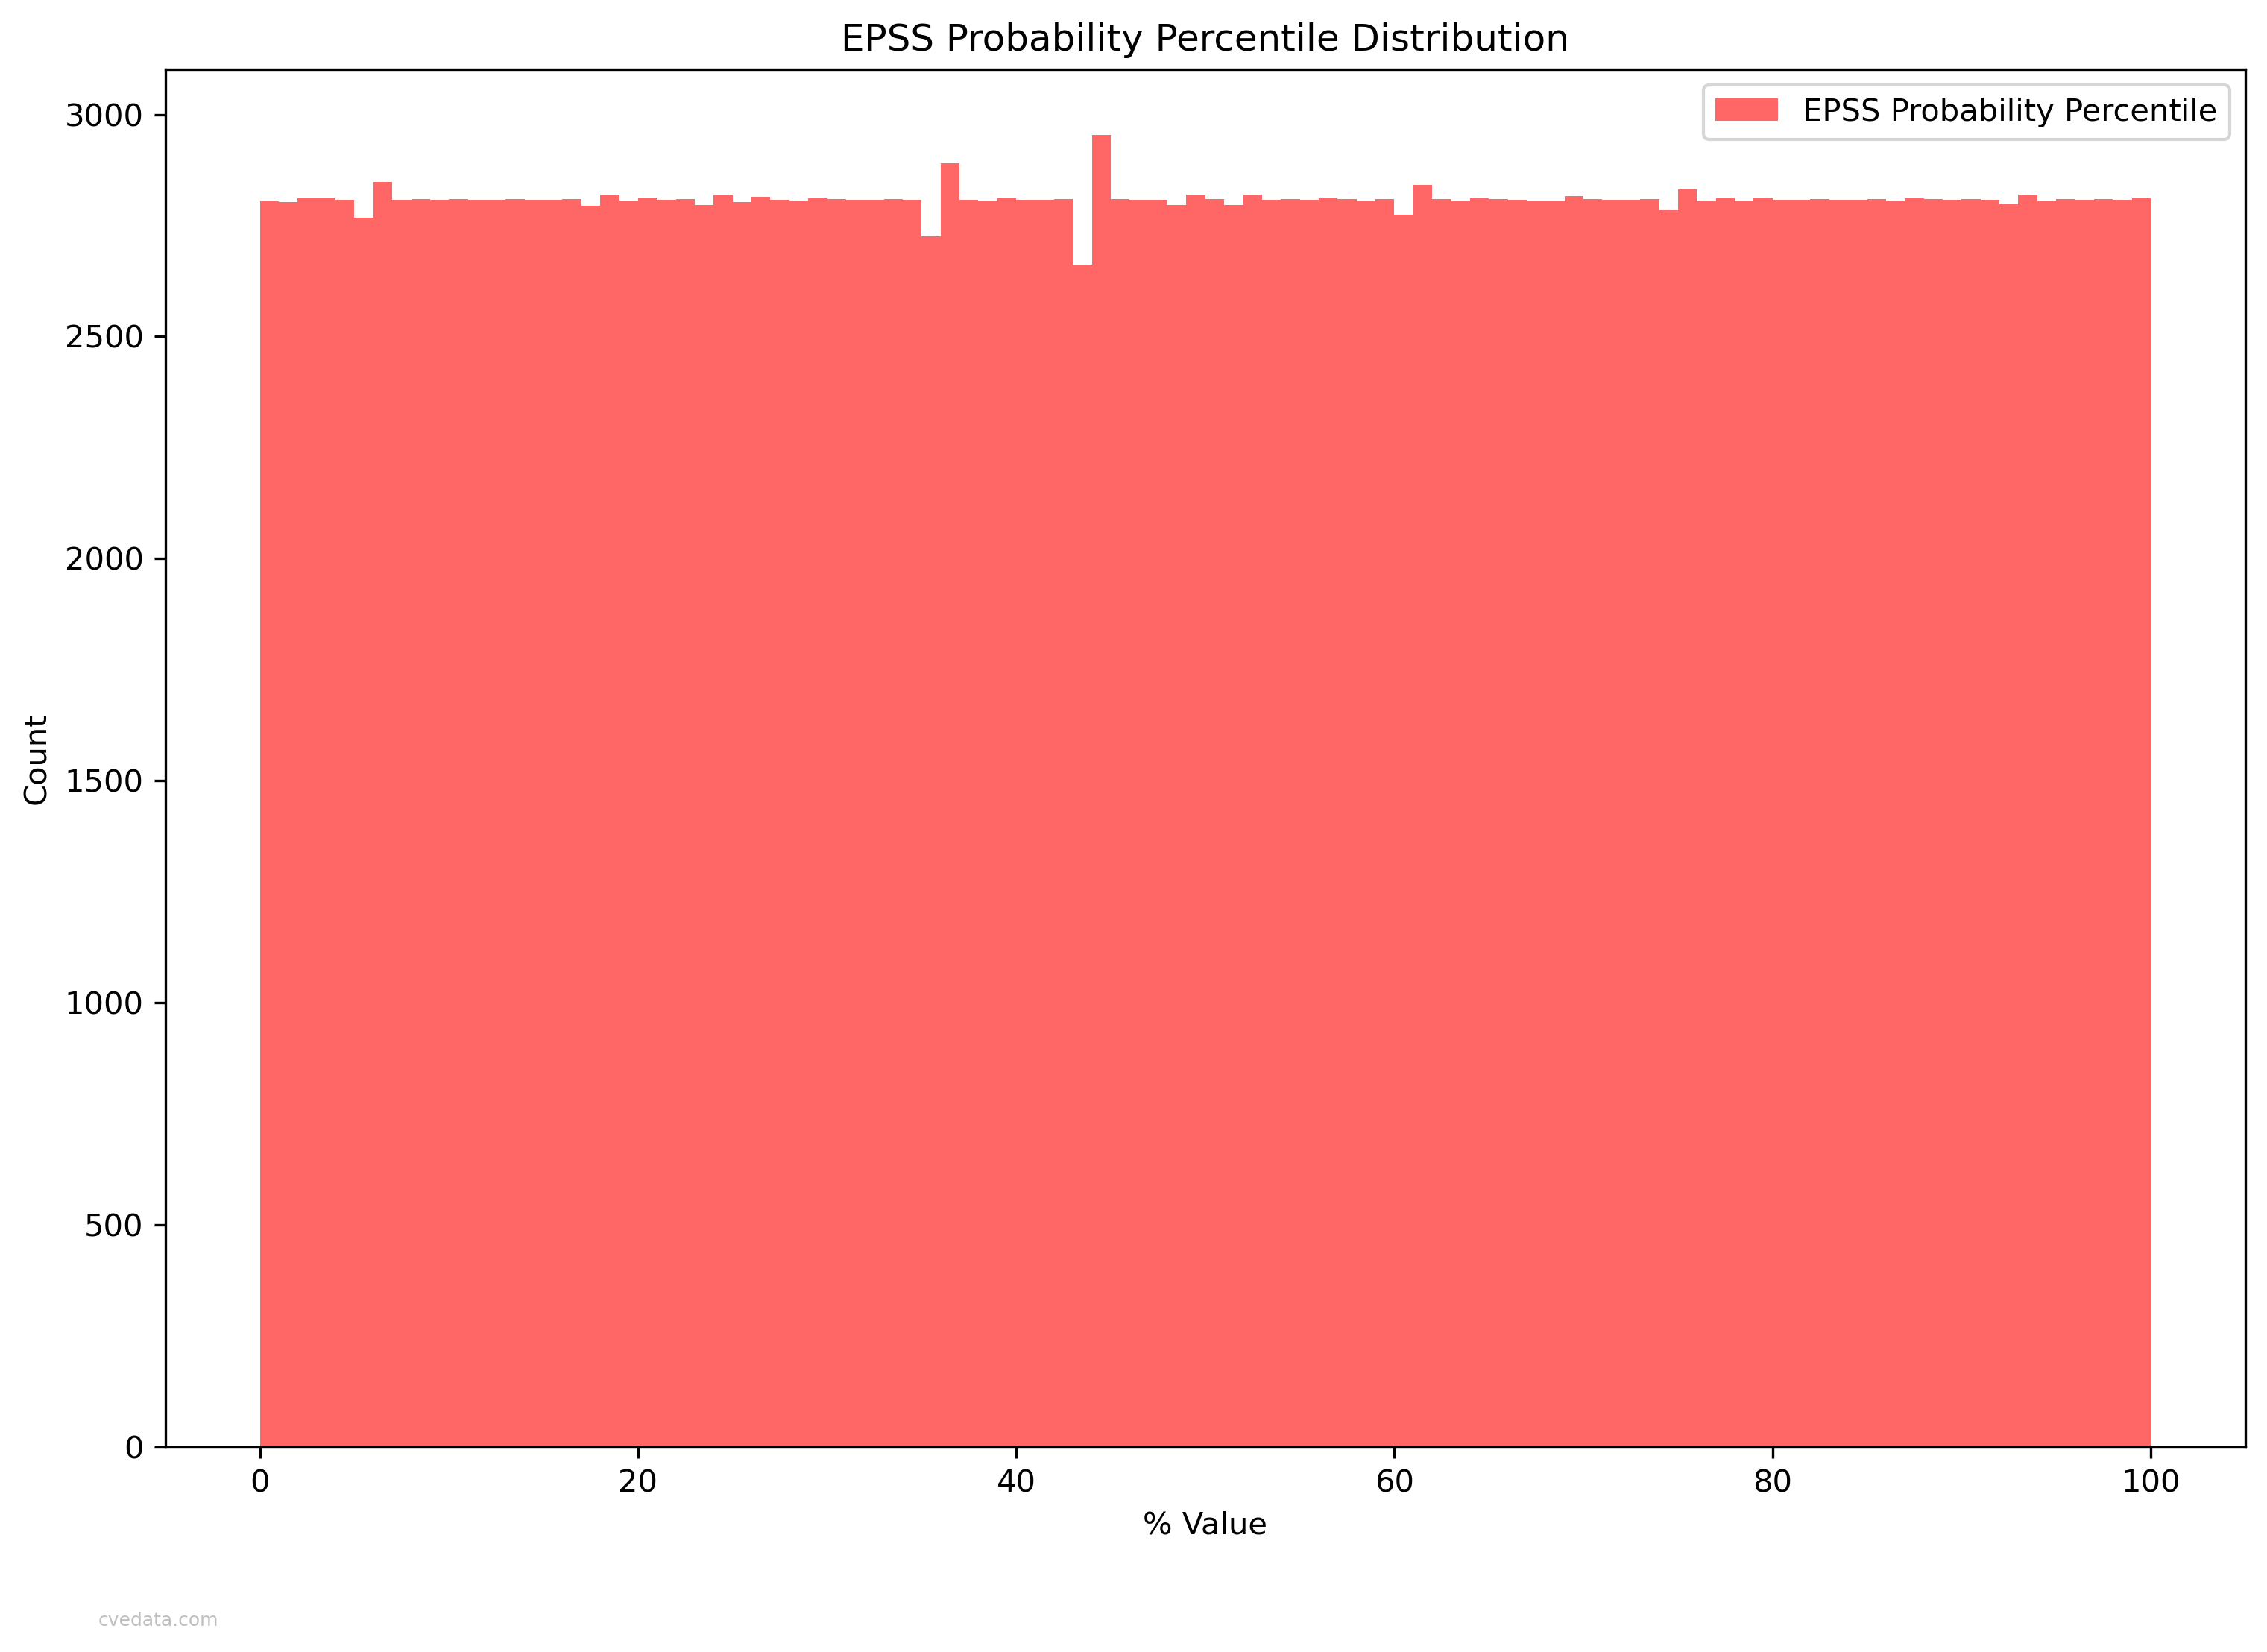 EPSS Probability Percentile Distribution
EPSS Probability Percentile
3000
2500
2000
1500
1000
500
0
Count
0 20 40 60 80 100
% Value
cvedata.com